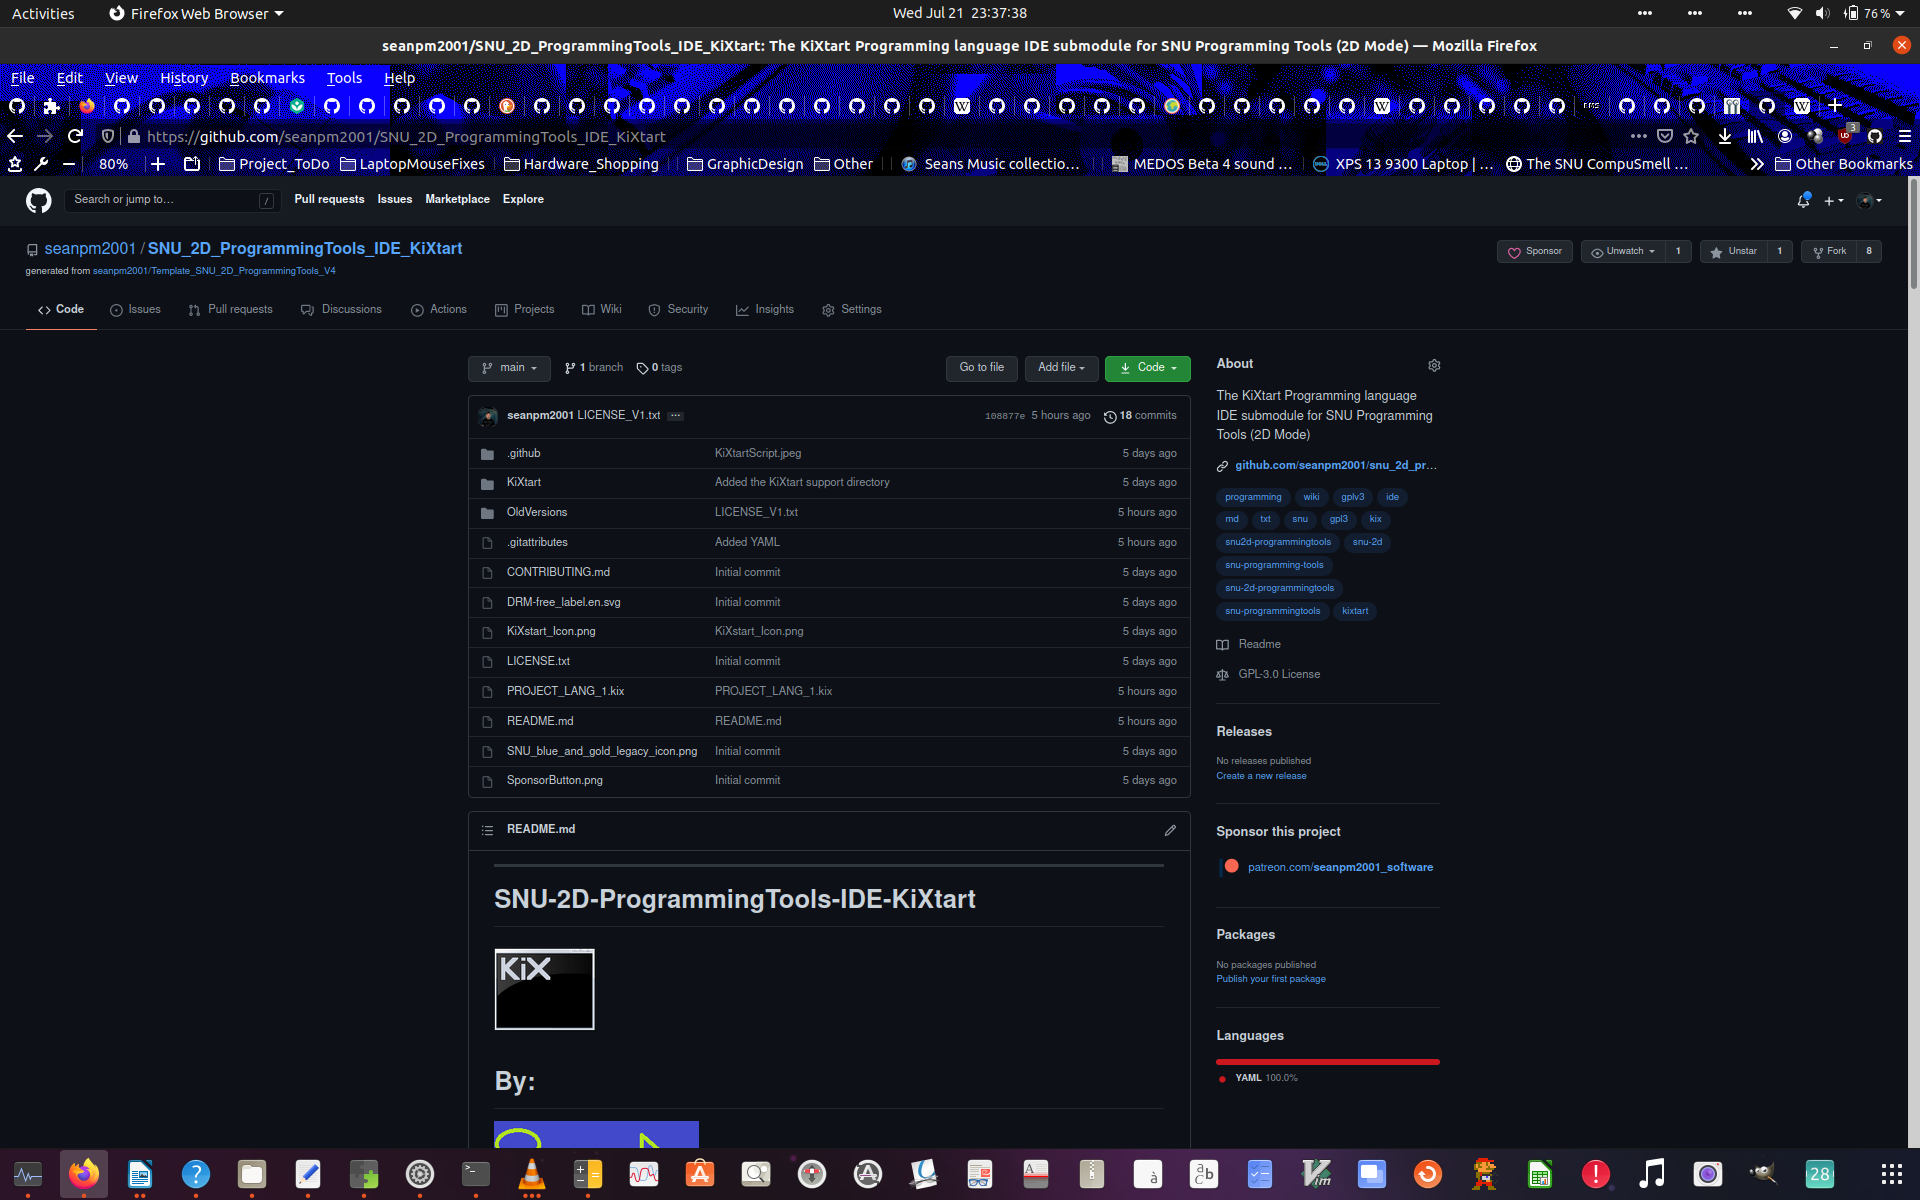 Activities
Firefox Web Browser
Wed Jul 21 23:37:38
76 %
seanpm2001/SNU_2D_ProgrammingTools_IDE_KiXtart: The KiXtart Programming language IDE submodule for SNU Programming Tools (2D Mode) — Mozilla Firefox
File Edit View History Bookmarks Tools Help
https://github.com/seanpm2001/SNU_2D_ProgrammingTools_IDE_KiXtart
3
80%
Project_ToDo
LaptopMouseFixes
Hardware_Shopping
GraphicDesign
Other
Seans Music collectio…
MEDOS Beta 4 sound …
XPS 13 9300 Laptop | …
The SNU CompuSmell …
Other Bookmarks
Search or jump to…
/
Pull requests Issues Marketplace Explore
seanpm2001 / SNU_2D_ProgrammingTools_IDE_KiXtart
generated from seanpm2001/Template_SNU_2D_ProgrammingTools_V4
Sponsor
Unwatch 1
Unstar 1
Fork 8
Code Issues Pull requests Discussions Actions Projects Wiki Security Insights Settings
main
1 branch
0 tags
Go to file
Add file
Code
seanpm2001 LICENSE_V1.txt ... 108877e 5 hours ago 18 commits
.github KiXtartScript.jpeg 5 days ago
KiXtart Added the KiXtart support directory 5 days ago
OldVersions LICENSE_V1.txt 5 hours ago
.gitattributes Added YAML 5 hours ago
CONTRIBUTING.md Initial commit 5 days ago
DRM-free_label.en.svg Initial commit 5 days ago
KiXstart_Icon.png KiXstart_Icon.png 5 days ago
LICENSE.txt Initial commit 5 days ago
PROJECT_LANG_1.kix PROJECT_LANG_1.kix 5 hours ago
README.md README.md 5 hours ago
SNU_blue_and_gold_legacy_icon.png Initial commit 5 days ago
SponsorButton.png Initial commit 5 days ago
README.md
SNU-2D-ProgrammingTools-IDE-KiXtart
KiX
By:
About
The KiXtart Programming language
IDE submodule for SNU Programming
Tools (2D Mode)
github.com/seanpm2001/snu_2d_pr…
programming wiki gplv3 ide
md txt snu gpl3 kix
snu2d-programmingtools snu-2d
snu-programming-tools
snu-2d-programmingtools
snu-programmingtools kixtart
Readme
GPL-3.0 License
Releases
No releases published
Create a new release
Sponsor this project
patreon.com/seanpm2001_software
Packages
No packages published
Publish your first package
Languages
YAML 100.0%
28